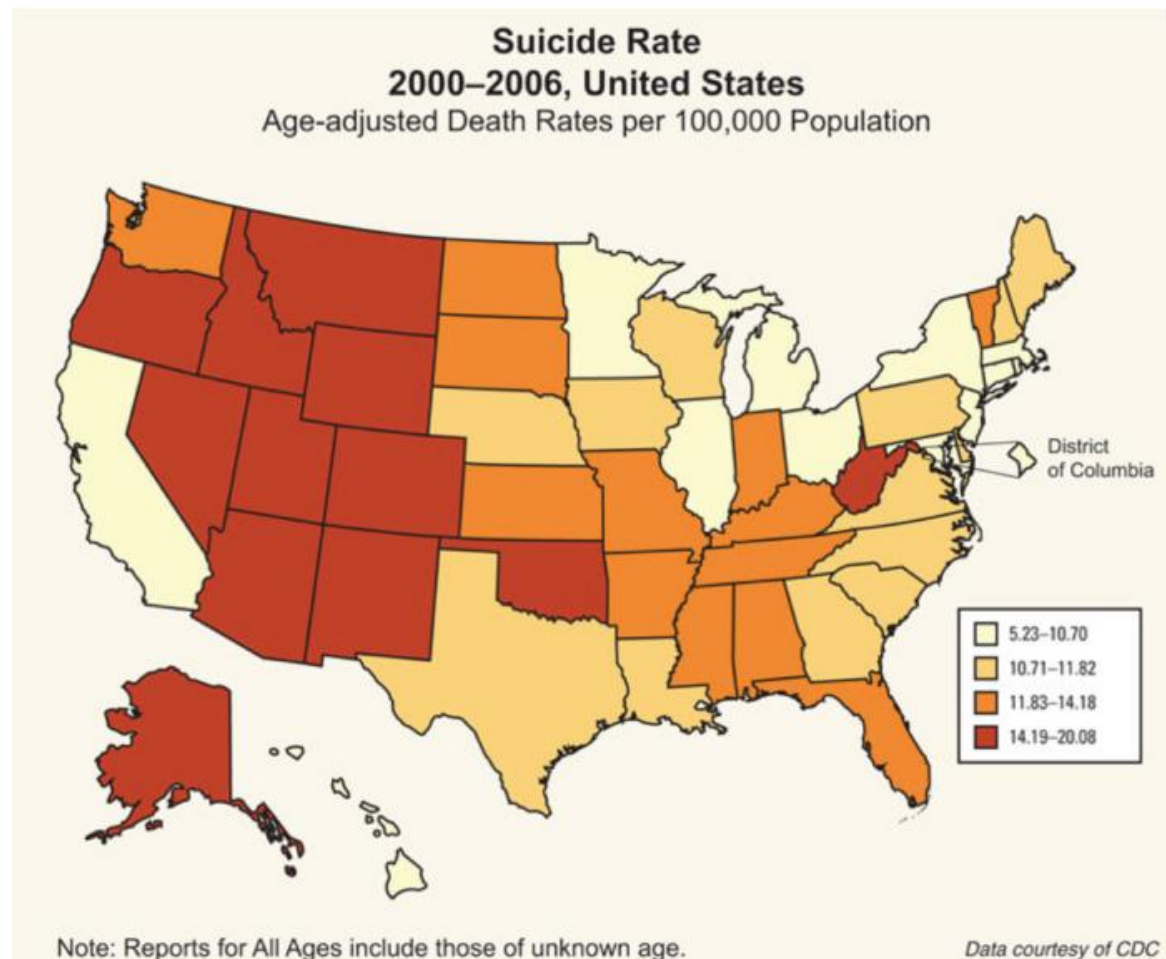 Suicide Rate
2000–2006, United States
Age-adjusted Death Rates per 100,000 Population
District
of Columbia
5.23–10.70
10.71–11.82
11.83–14.18
14.19–20.08
Note: Reports for All Ages include those of unknown age.
Data courtesy of CDC